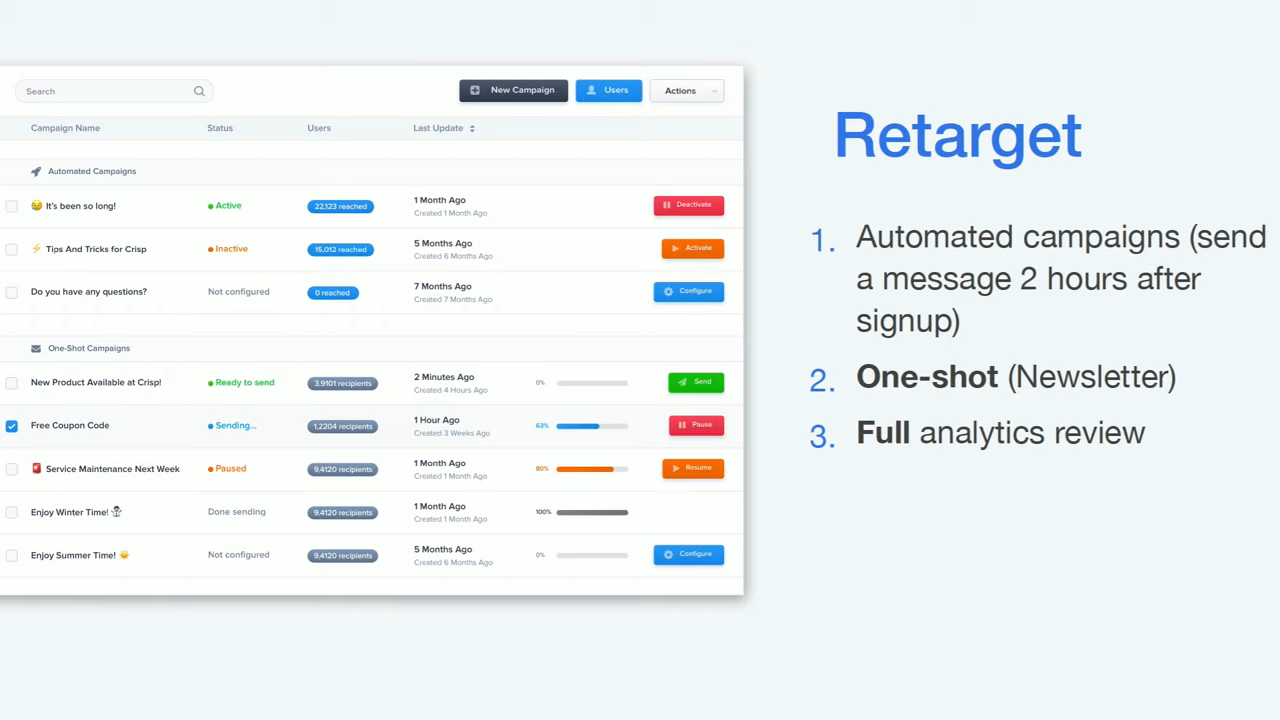 Search
New Campaign
Users
Actions
Campaign Name
Status
Users
Last Update
Automated Campaigns
😥 It's been so long!
Active
22,123 reached
1 Month Ago
Created 1 Month Ago
Deactivate
⚡ Tips And Tricks for Crisp
Inactive
15,012 reached
5 Months Ago
Created 6 Months Ago
Activate
Do you have any questions?
Not configured
0 reached
7 Months Ago
Created 7 Months Ago
Configure
One-Shot Campaigns
New Product Available at Crisp!
Ready to send
3,9101 recipients
2 Minutes Ago
Created 4 Hours Ago
0%
Send
Free Coupon Code
Sending...
1,2204 recipients
1 Hour Ago
Created 3 Weeks Ago
63%
Pause
🚨 Service Maintenance Next Week
Paused
9,4120 recipients
1 Month Ago
Created 1 Month Ago
80%
Resume
Enjoy Winter Time! ☃
Done sending
9,4120 recipients
1 Month Ago
Created 1 Month Ago
100%
Enjoy Summer Time! ☀
Not configured
9,4120 recipients
5 Months Ago
Created 6 Months Ago
0%
Configure
Retarget
1. Automated campaigns (send
a message 2 hours after
signup)
2. One-shot (Newsletter)
3. Full analytics review